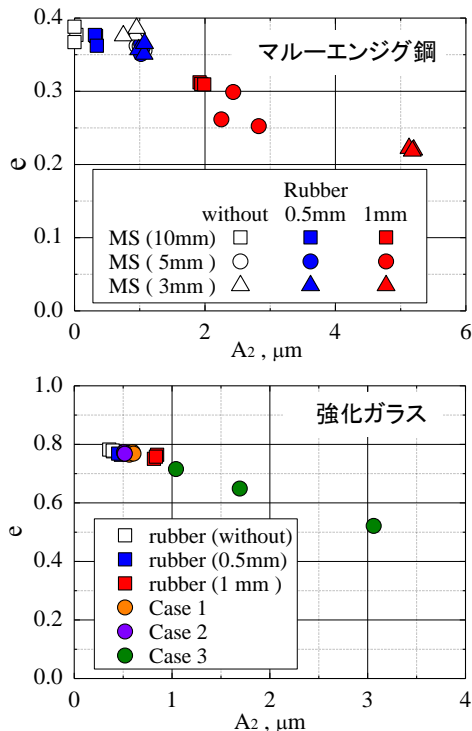 0.4
マルーエンジグ鋼
0.3
e
0.2
Rubber
without 0.5mm 1mm
0.1
MS (10mm)
MS ( 5mm )
MS ( 3mm )
0.0
0 2 4 6
A2 , μm
1.0
強化ガラス
0.8
0.6
e
0.4
rubber (without)
rubber (0.5mm)
rubber (1 mm )
Case 1
0.2
Case 2
Case 3
0.0
0 1 2 3 4
A2 , μm